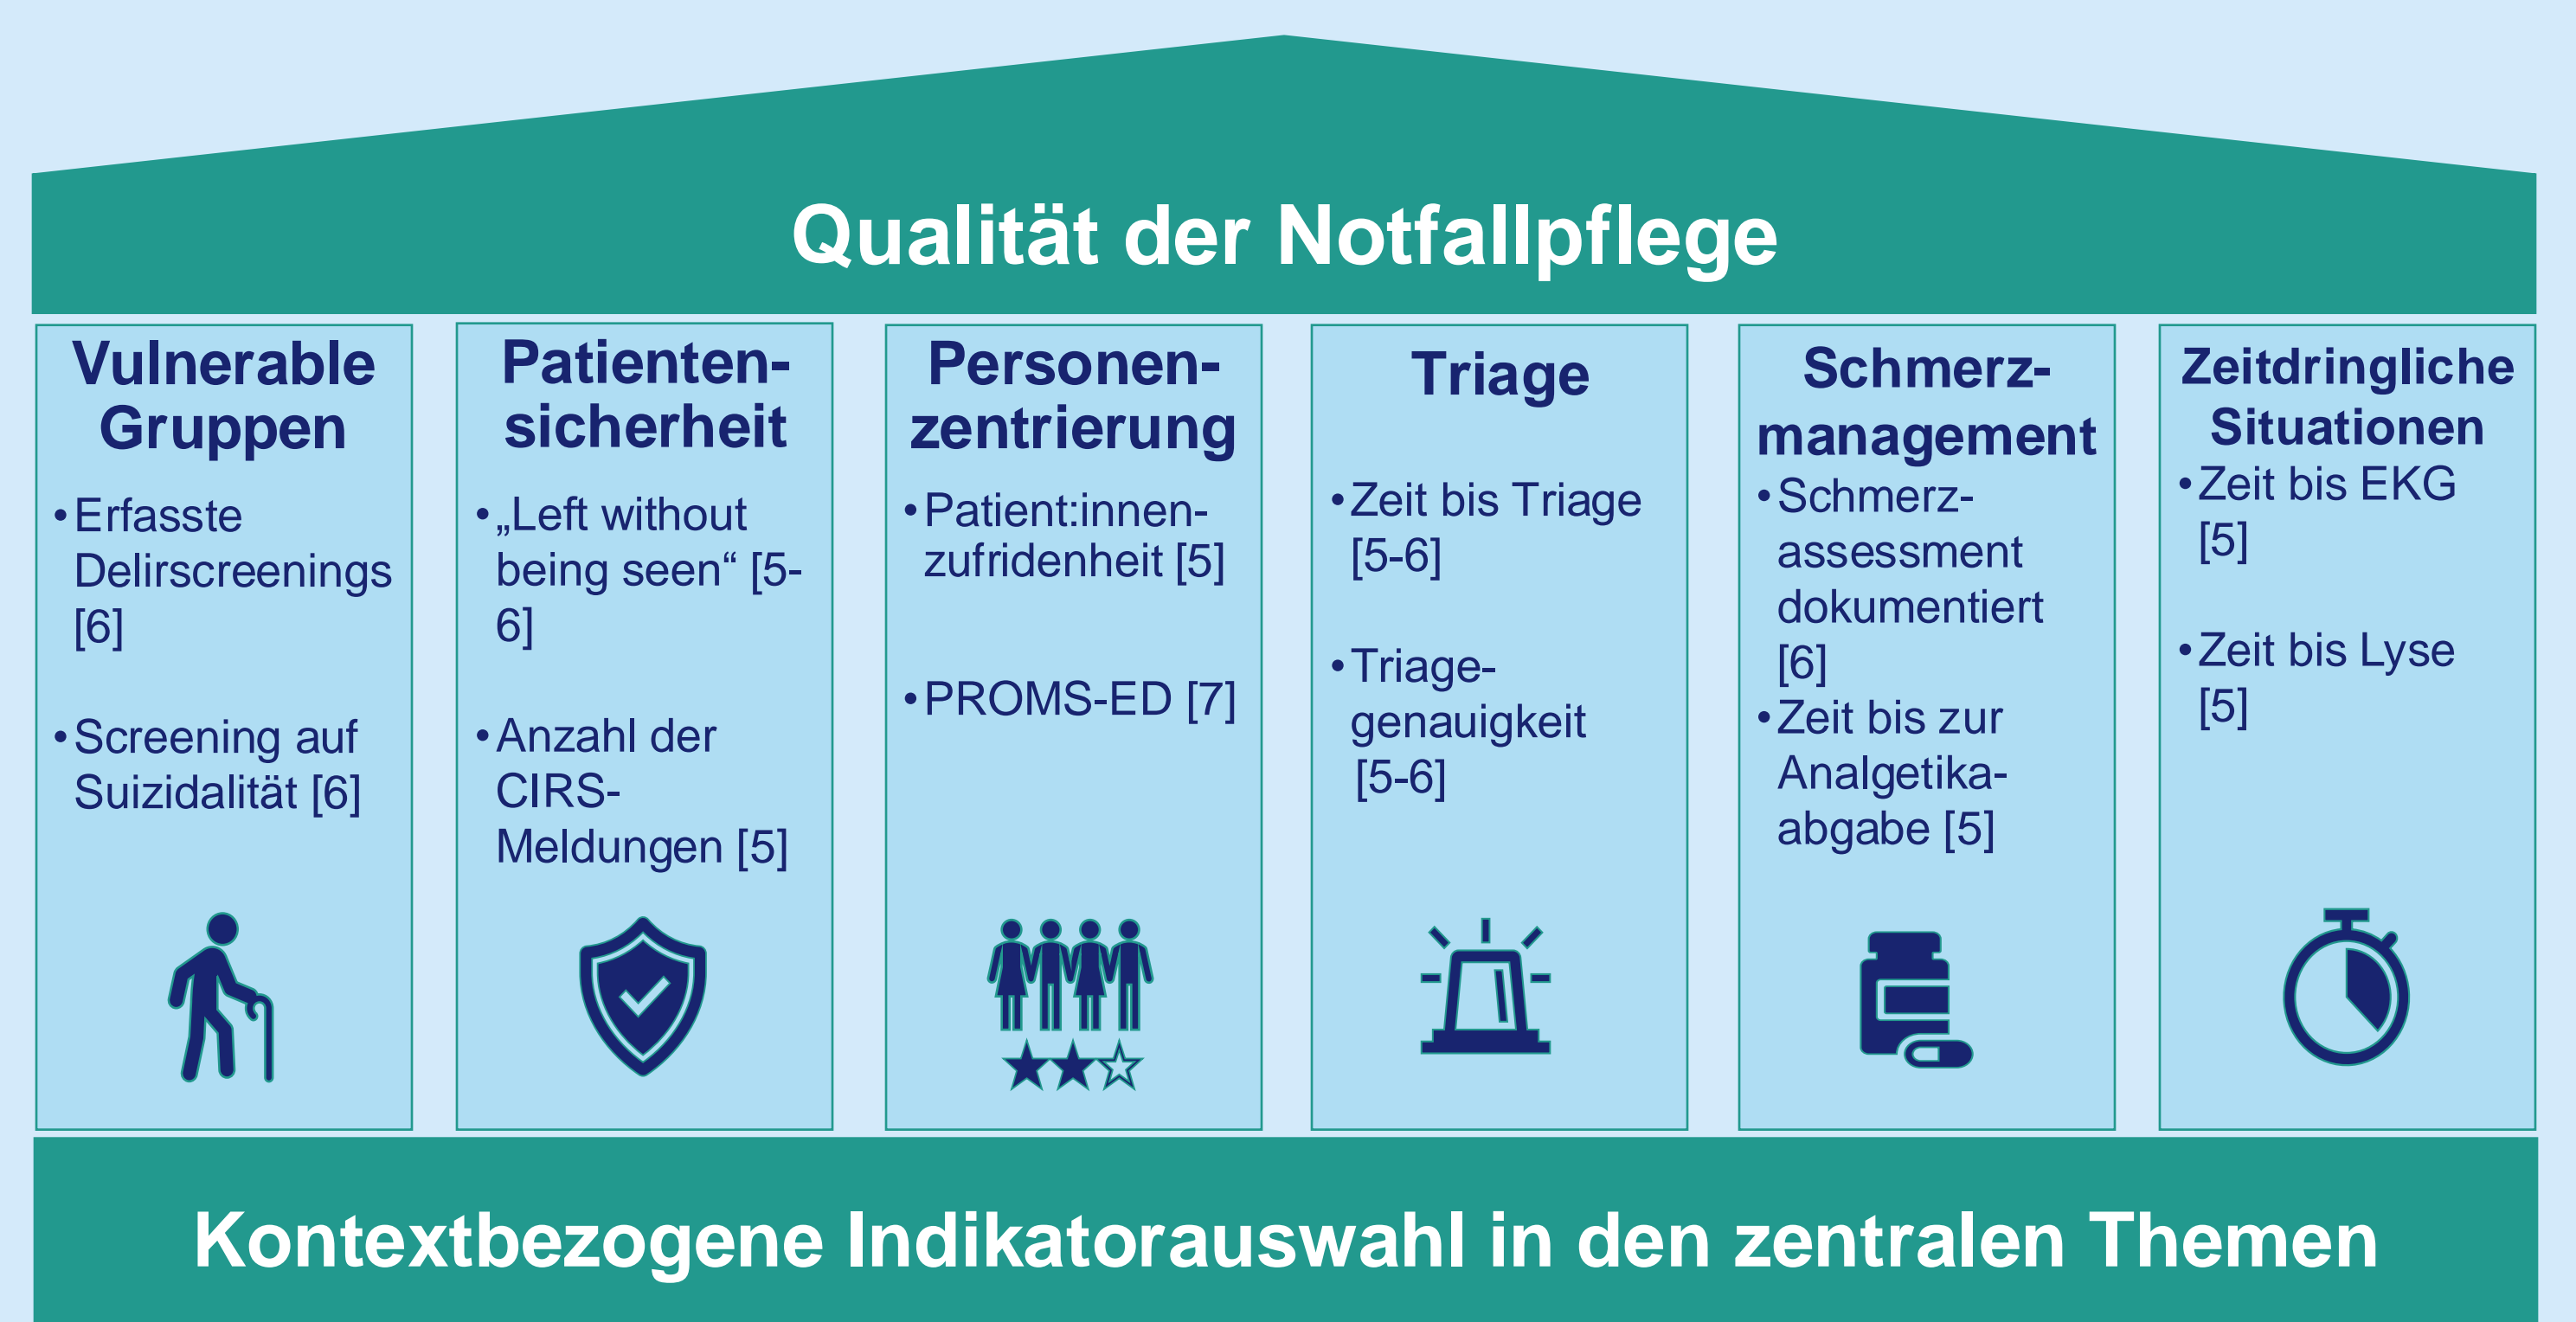 Qualität der Notfallpflege
Vulnerable
Gruppen
•Erfasste
Delirscreenings
[6]
•Screening auf
Suizidalität [6]
Patienten-
sicherheit
•„Left without
being seen“ [5-
6]
•Anzahl der
CIRS-
Meldungen [5]
Personen-
zentrierung
•Patient:innen-
zufridenheit [5]
•PROMS-ED [7]
Triage
•Zeit bis Triage
[5-6]
•Triage-
genauigkeit
[5-6]
Schmerz-
management
•Schmerz-
assessment
dokumentiert
[6]
•Zeit bis zur
Analgetika-
abgabe [5]
Zeitdringliche
Situationen
•Zeit bis EKG
[5]
•Zeit bis Lyse
[5]
Kontextbezogene Indikatorauswahl in den zentralen Themen